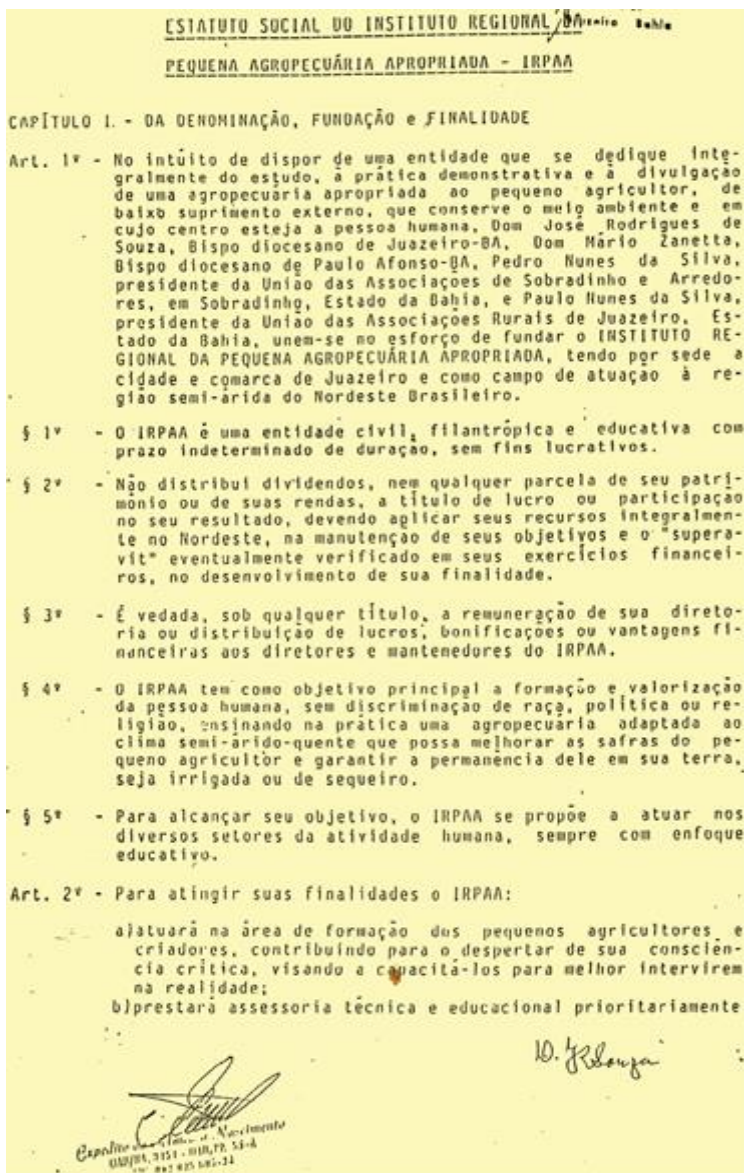 ESTATUTO SOCIAL DO INSTITUTO REGIONAL DA
Bahia
PEQUENA AGROPECUÁRIA APROPRIADA - IRPAA
CAPÍTULO I. - DA DENOMINAÇÃO, FUNDAÇÃO e FINALIDADE
Art. 1º - No intúito de dispor de uma entidade que se dedique inte-
gralmente do estudo, à prática demonstrativa e à divulgação
de uma agropecuária apropriada ao pequeno agricultor, de
baixo suprimento externo, que conserve o meio ambiente e em
cujo centro esteja a pessoa humana, Dom José Rodrigues de
Souza, Bispo diocesano de Juazeiro-BA, Dom Mário Zanetta,
Bispo diocesano de Paulo Afonso-BA, Pedro Nunes da Silva,
presidente da União das Associações de Sobradinho e Arredo-
res, em Sobradinho, Estado da Bahia, e Paulo Nunes da Silva,
presidente da União das Associações Rurais de Juazeiro, Es-
tado da Bahia, unem-se no esforço de fundar o INSTITUTO RE-
GIONAL DA PEQUENA AGROPECUÁRIA APROPRIADA, tendo por sede a
cidade e comarca de Juazeiro e como campo de atuação à re-
gião semi-árida do Nordeste Brasileiro.
§ 1º - O IRPAA é uma entidade civil, filantrópica e educativa com
prazo indeterminado de duração, sem fins lucrativos.
§ 2º - Não distribui dividendos, nem qualquer parcela de seu patri-
mônio ou de suas rendas, a título de lucro ou participação
no seu resultado, devendo aplicar seus recursos integralmen-
te no Nordeste, na manutenção de seus objetivos e o "supera-
vit" eventualmente verificado em seus exercícios financei-
ros, no desenvolvimento de sua finalidade.
§ 3º - É vedada, sob qualquer título, a remuneração de sua direto-
ria ou distribuição de lucros, bonificações ou vantagens fi-
nanceiras aos diretores e mantenedores do IRPAA.
§ 4º - O IRPAA tem como objetivo principal a formação e valorização
da pessoa humana, sem discriminação de raça, política ou re-
ligião, ensinando na prática uma agropecuária adaptada ao
clima semi-árido-quente que possa melhorar as safras do pe-
queno agricultor e garantir a permanência dele em sua terra,
seja irrigada ou de sequeiro.
§ 5º - Para alcançar seu objetivo, o IRPAA se propõe a atuar nos
diversos setores da atividade humana, sempre com enfoque
educativo.
Art. 2º - Para atingir suas finalidades o IRPAA:
a)atuará na área de formação dos pequenos agricultores e
criadores, contribuindo para o despertar de sua consciên-
cia crítica, visando a capacitá-los para melhor intervirem
na realidade;
b)prestará assessoria técnica e educacional prioritariamente
D. JRSouza
Expedito Nascimento